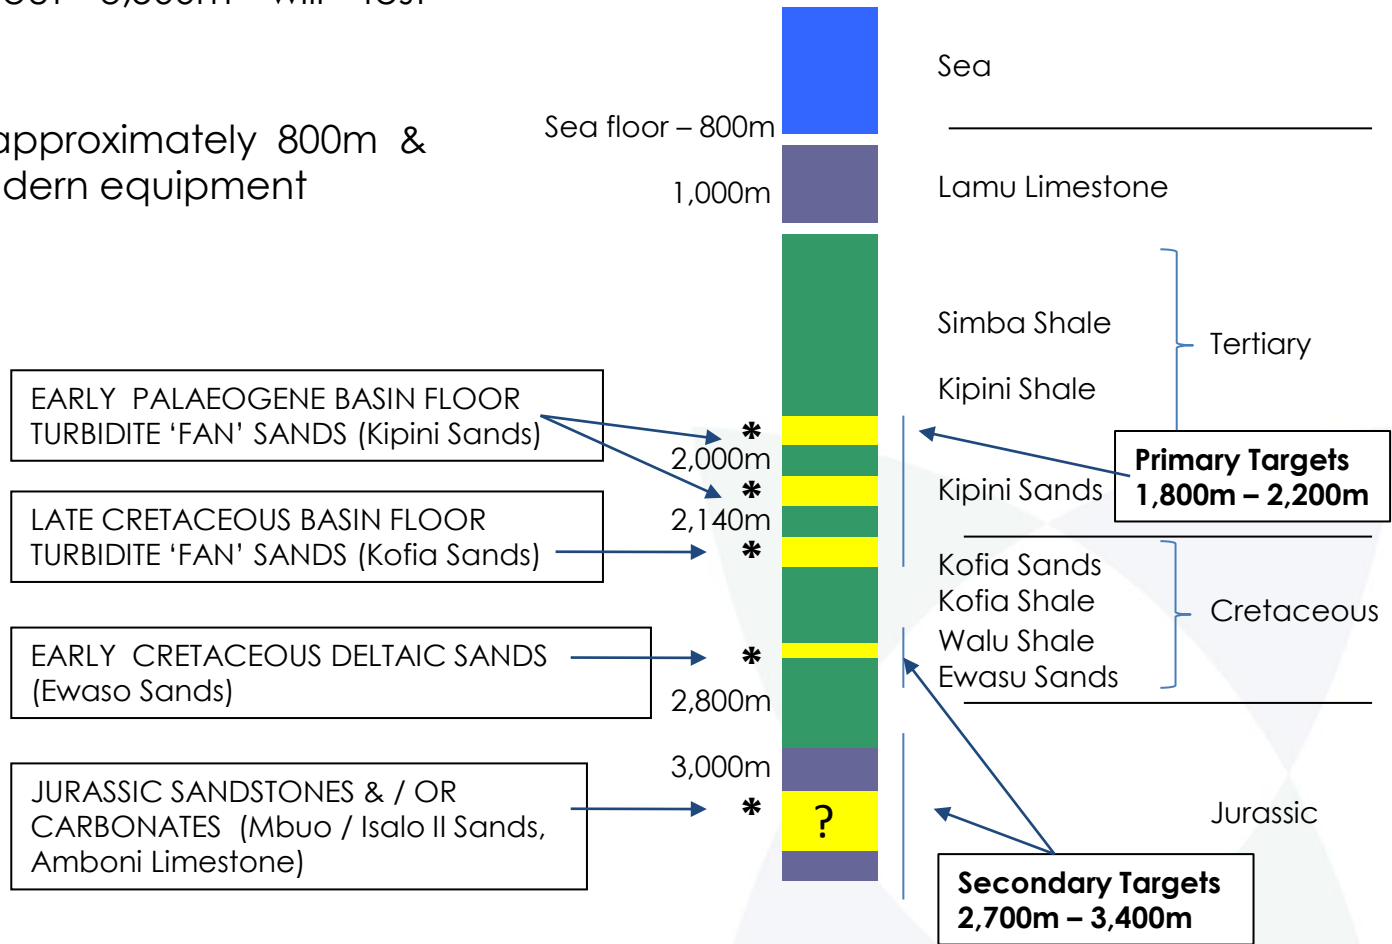 approximately 800m &
dern equipment
Sea
Sea floor – 800m
1,000m
Lamu Limestone
Simba Shale
Tertiary
Kipini Shale
EARLY PALAEOGENE BASIN FLOOR
TURBIDITE ‘FAN’ SANDS (Kipini Sands)
*
2,000m
Primary Targets
1,800m – 2,200m
*
Kipini Sands
LATE CRETACEOUS BASIN FLOOR
TURBIDITE ‘FAN’ SANDS (Kofia Sands)
2,140m
*
Kofia Sands
Kofia Shale
Cretaceous
Walu Shale
Ewasu Sands
EARLY CRETACEOUS DELTAIC SANDS
(Ewaso Sands)
*
2,800m
3,000m
JURASSIC SANDSTONES & / OR
CARBONATES (Mbuo / Isalo II Sands,
Amboni Limestone)
*
?
Jurassic
Secondary Targets
2,700m – 3,400m